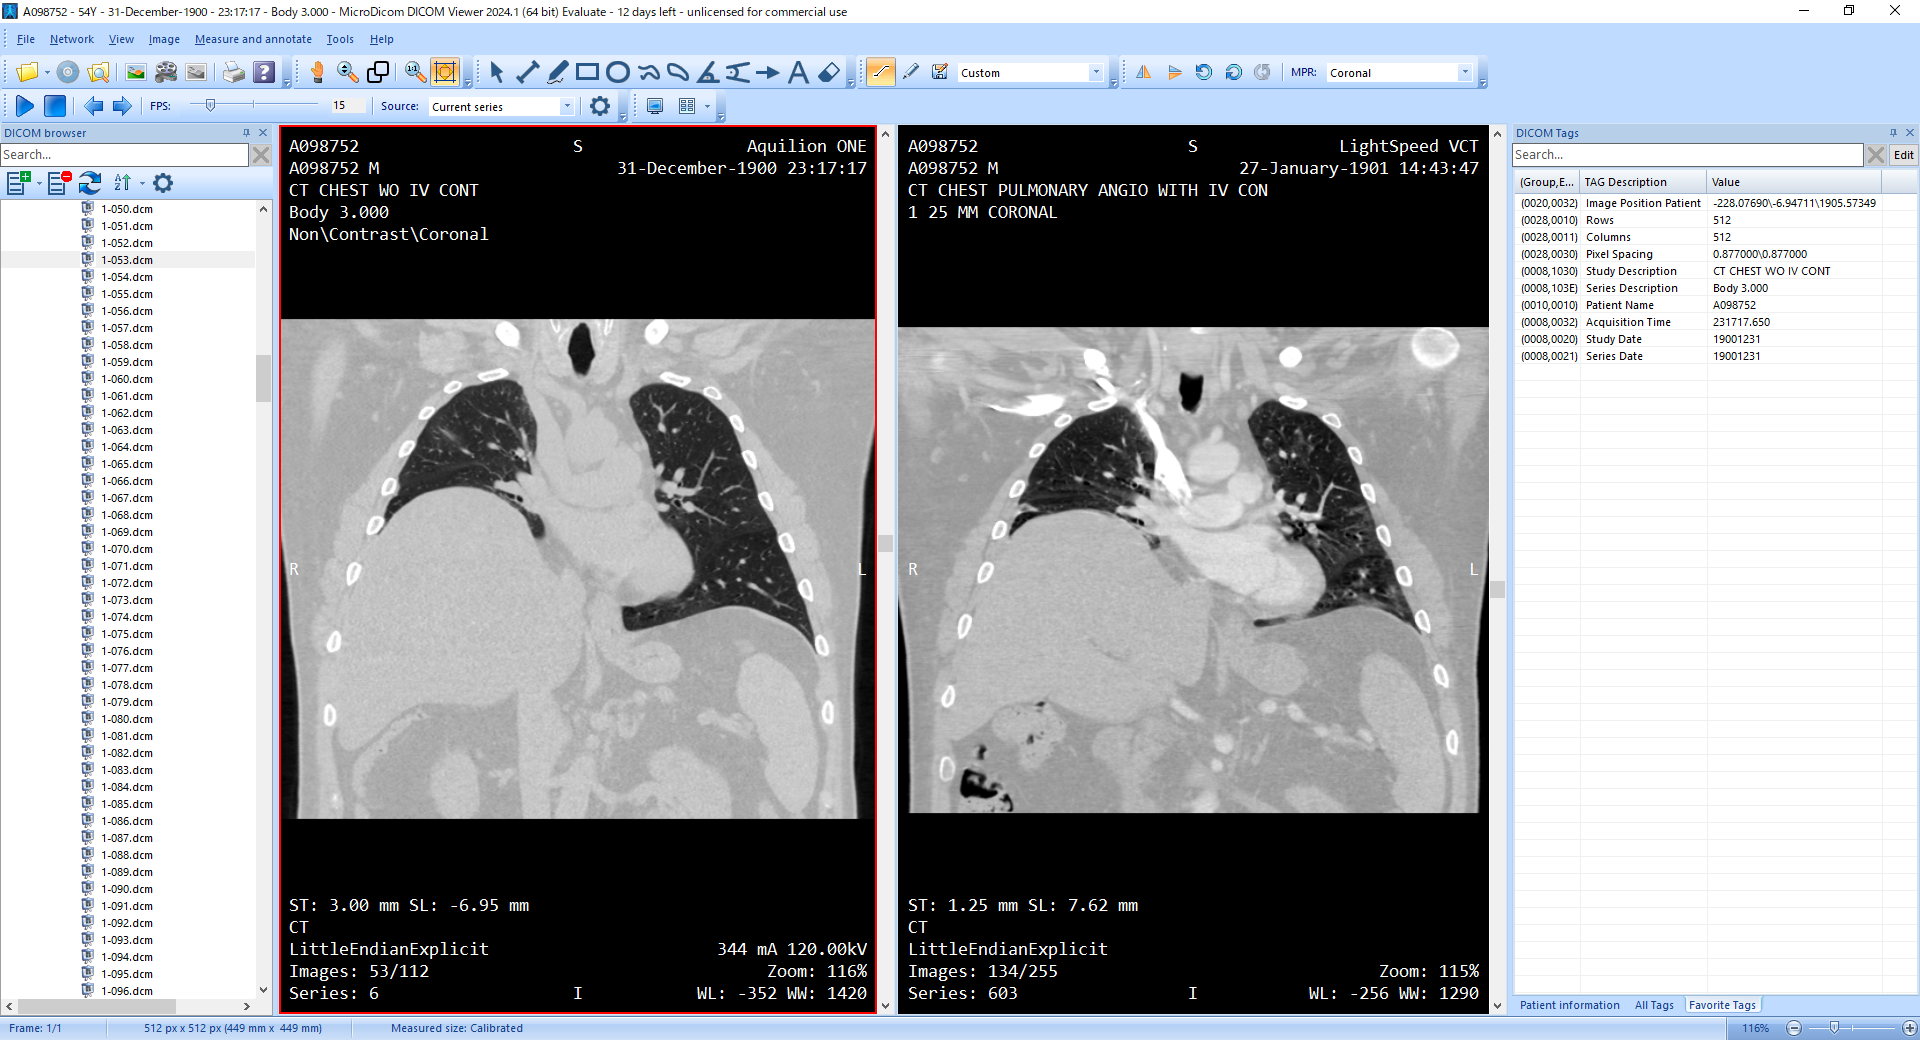 A098752 - 54Y - 31-December-1900 - 23:17:17 - Body 3.000 - MicroDicom DICOM Viewer 2024.1 (64 bit) Evaluate - 12 days left - unlicensed for commercial use
File Network View Image Measure and annotate Tools Help
1:1 Custom MPR: Coronal
FPS: 15 Source: Current series
DICOM browser
Search...
1-050.dcm
1-051.dcm
1-052.dcm
1-053.dcm
1-054.dcm
1-055.dcm
1-056.dcm
1-057.dcm
1-058.dcm
1-059.dcm
1-060.dcm
1-061.dcm
1-062.dcm
1-063.dcm
1-064.dcm
1-065.dcm
1-066.dcm
1-067.dcm
1-068.dcm
1-069.dcm
1-070.dcm
1-071.dcm
1-072.dcm
1-073.dcm
1-074.dcm
1-075.dcm
1-076.dcm
1-077.dcm
1-078.dcm
1-079.dcm
1-080.dcm
1-081.dcm
1-082.dcm
1-083.dcm
1-084.dcm
1-085.dcm
1-086.dcm
1-087.dcm
1-088.dcm
1-089.dcm
1-090.dcm
1-091.dcm
1-092.dcm
1-093.dcm
1-094.dcm
1-095.dcm
1-096.dcm
A098752 S Aquilion ONE
A098752 M 31-December-1900 23:17:17
CT CHEST WO IV CONT
Body 3.000
Non\Contrast\Coronal
R L
ST: 3.00 mm SL: -6.95 mm
CT
LittleEndianExplicit 344 mA 120.00kV
Images: 53/112 Zoom: 116%
Series: 6 I WL: -352 WW: 1420
A098752 S LightSpeed VCT
A098752 M 27-January-1901 14:43:47
CT CHEST PULMONARY ANGIO WITH IV CON
1 25 MM CORONAL
R L
ST: 1.25 mm SL: 7.62 mm
CT
LittleEndianExplicit
Images: 134/255 Zoom: 115%
Series: 603 I WL: -256 WW: 1290
DICOM Tags
Search... Edit
(Group,E... TAG Description Value
(0020,0032) Image Position Patient -228.07690\-6.94711\1905.57349
(0028,0010) Rows 512
(0028,0011) Columns 512
(0028,0030) Pixel Spacing 0.877000\0.877000
(0008,1030) Study Description CT CHEST WO IV CONT
(0008,103E) Series Description Body 3.000
(0010,0010) Patient Name A098752
(0008,0032) Acquisition Time 231717.650
(0008,0020) Study Date 19001231
(0008,0021) Series Date 19001231
Patient information All Tags Favorite Tags
Frame: 1/1 512 px x 512 px (449 mm x 449 mm) Measured size: Calibrated 116%